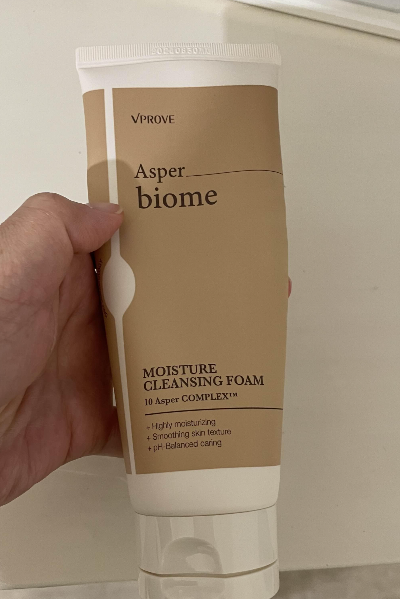 VPROVE
Asper
biome
MOISTURE
CLEANSING FOAM
10 Asper COMPLEX™
+ Highly moisturizing
+ Smoothing skin texture
+ pH Balanced caring